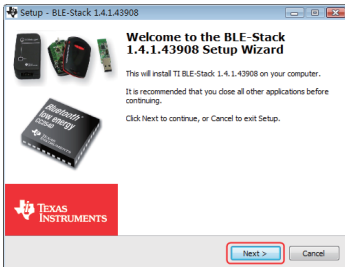 Setup - BLE-Stack 1.4.1.43908
Welcome to the BLE-Stack
1.4.1.43908 Setup Wizard
This will install TI BLE-Stack 1.4.1.43908 on your computer.
It is recommended that you close all other applications before
continuing.
Click Next to continue, or Cancel to exit Setup.
Bluetooth
low energy
CC2540
TEXAS INSTRUMENTS
TEXAS
INSTRUMENTS
Next >
Cancel